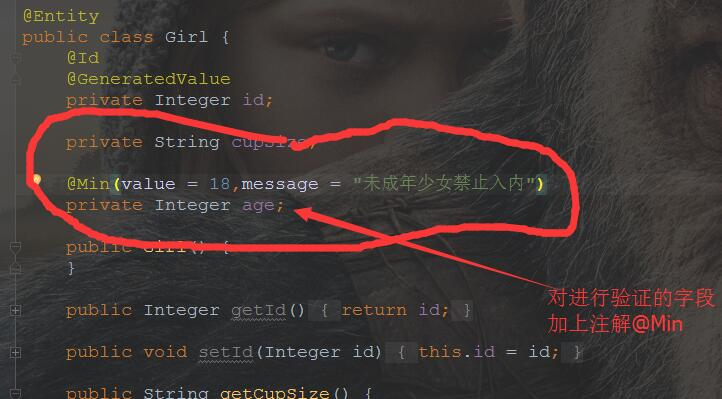 @Entity
public class Girl {
@Id
@GeneratedValue
private Integer id;
private String cupSize;
@Min(value = 18,message = "未成年少女禁止入内")
private Integer age;
public Girl() {
}
对进行验证的字段
加上注解@Min
public Integer getId() { return id; }
public void setId(Integer id) { this.id = id; }
public String getCupSize() {